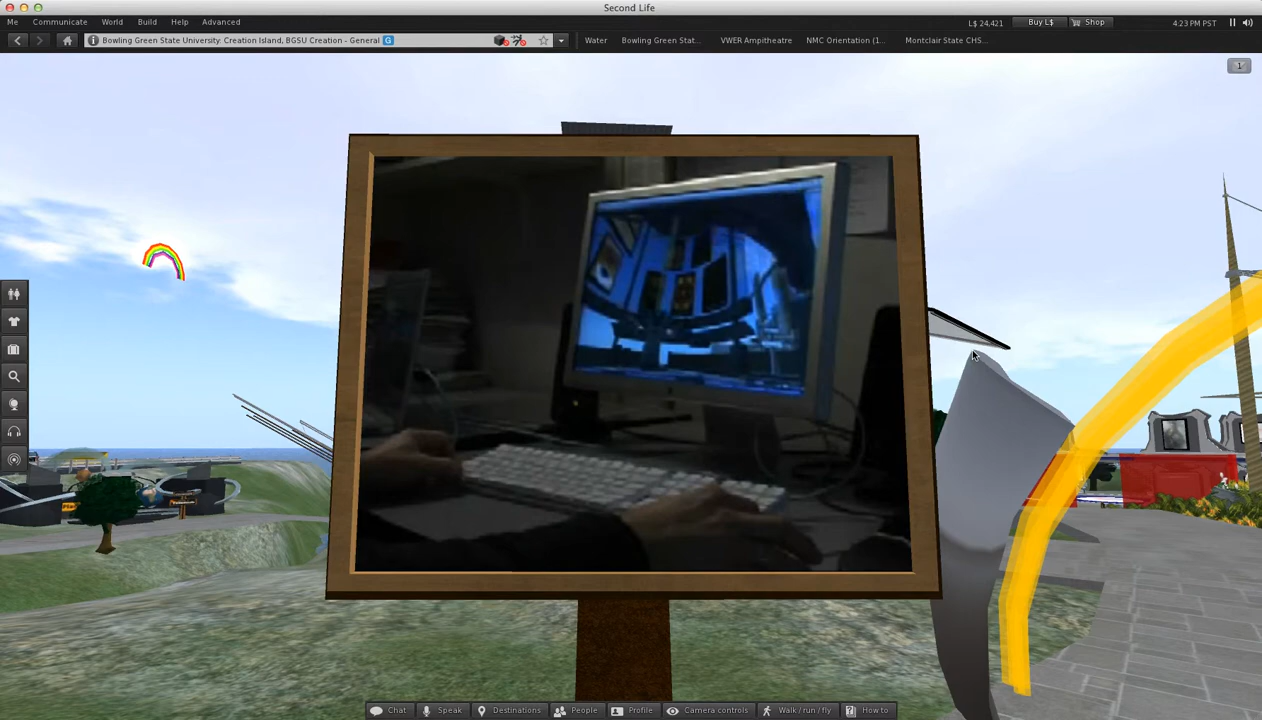 Second Life
Me Communicate World Build Help Advanced
L$ 24,421 Buy L$ Shop 4:23 PM PST
Bowling Green State University: Creation Island, BGSU Creation - General G
Water Bowling Green Stat... VWER Ampitheatre NMC Orientation (1... Montclair State CHS...
1
Chat Speak Destinations People Profile Camera controls Walk / run / fly How to